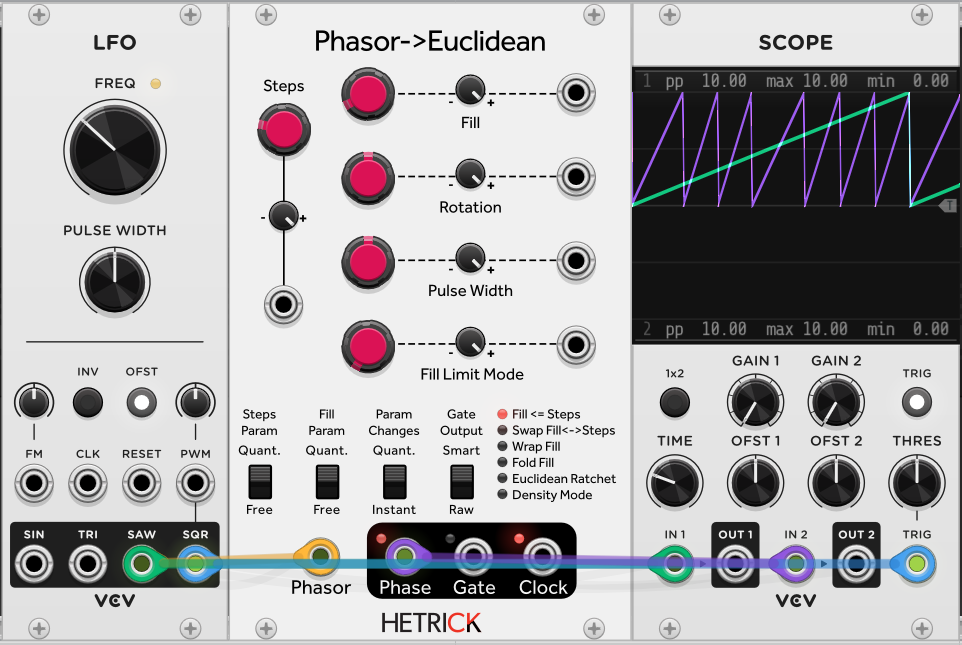 LFO
FREQ
PULSE WIDTH
INV
OFST
FM
CLK
RESET
PWM
SIN
TRI
SAW
SQR
VCV
Phasor->Euclidean
Steps
- +
- +
Fill
- +
Rotation
- +
Pulse Width
- +
Fill Limit Mode
Steps
Param
Quant.
Free
Fill
Param
Quant.
Free
Param
Changes
Quant.
Instant
Gate
Output
Smart
Raw
Fill <= Steps
Swap Fill<->Steps
Wrap Fill
Fold Fill
Euclidean Ratchet
Density Mode
Phasor
Phase
Gate
Clock
HETRICK
SCOPE
1 pp 10.00 max 10.00 min 0.00
T
2 pp 10.00 max 10.00 min 0.00
1x2
GAIN 1
GAIN 2
TRIG
TIME
OFST 1
OFST 2
THRES
IN 1
OUT 1
IN 2
OUT 2
TRIG
VCV